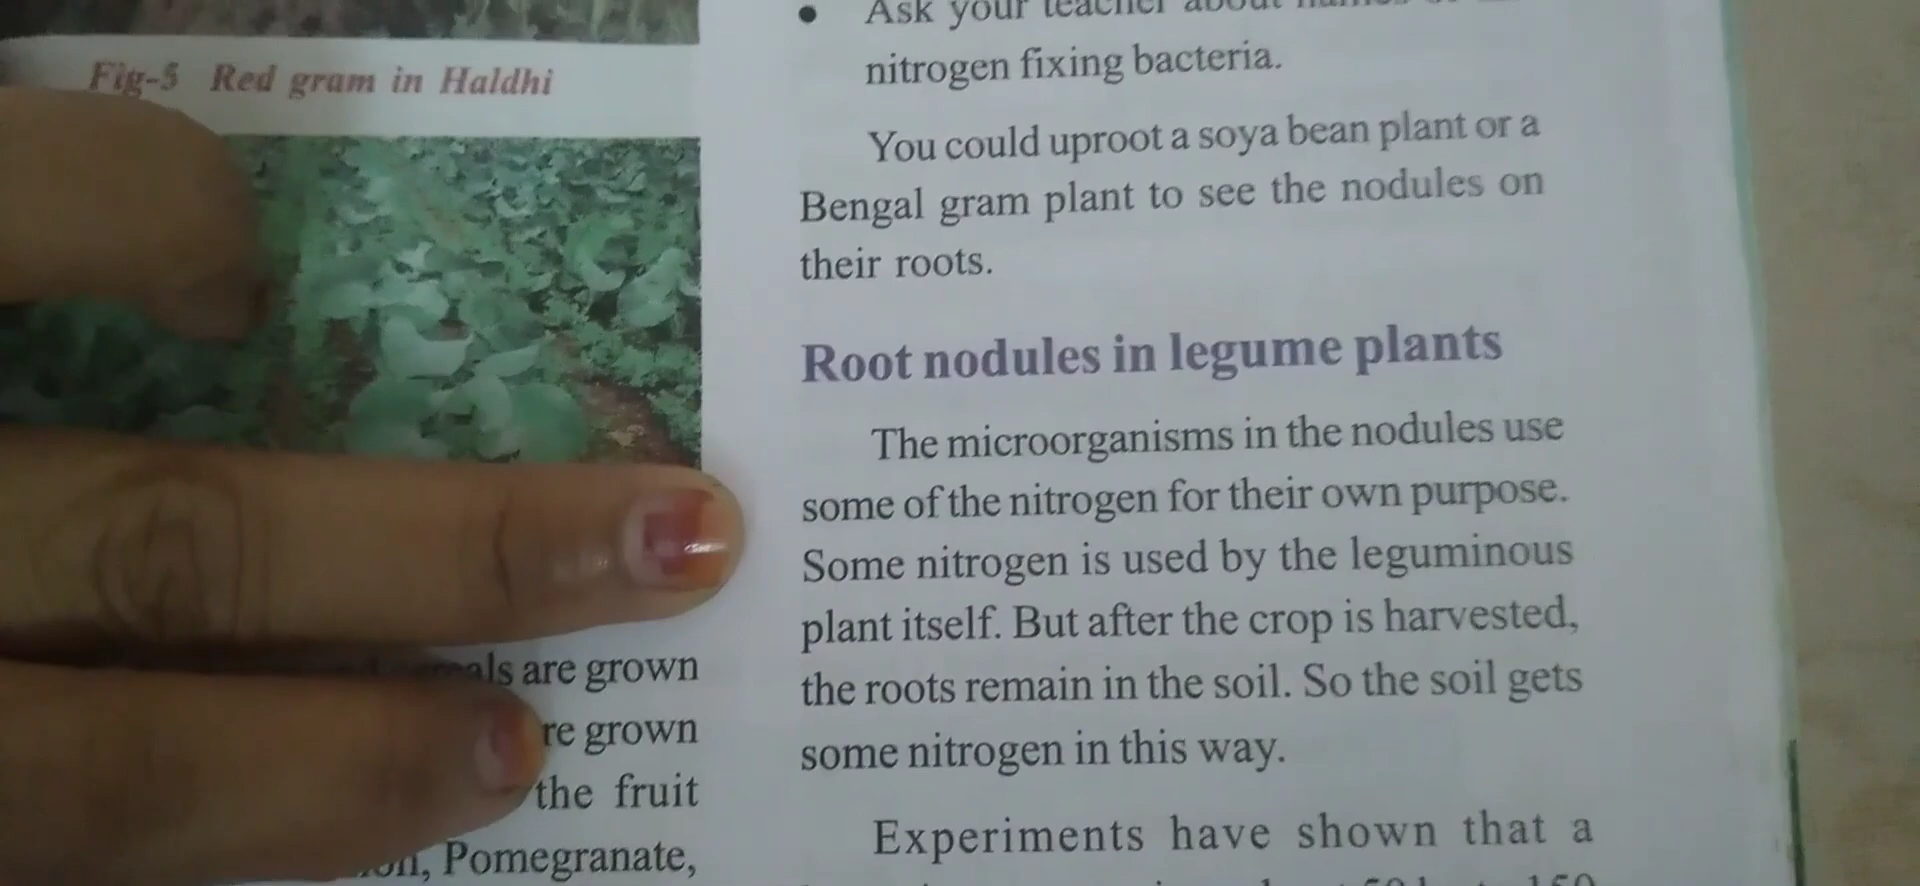 Fig-5 Red gram in Haldhi
are grown
grown
the fruit
Pomegranate,
Ask your teacher about
nitrogen fixing bacteria.
You could uproot a soya bean plant or a
Bengal gram plant to see the nodules on
their roots.
Root nodules in legume plants
The microorganisms in the nodules use
some of the nitrogen for their own purpose.
Some nitrogen is used by the leguminous
plant itself. But after the crop is harvested,
the roots remain in the soil. So the soil gets
some nitrogen in this way.
Experiments have shown that a